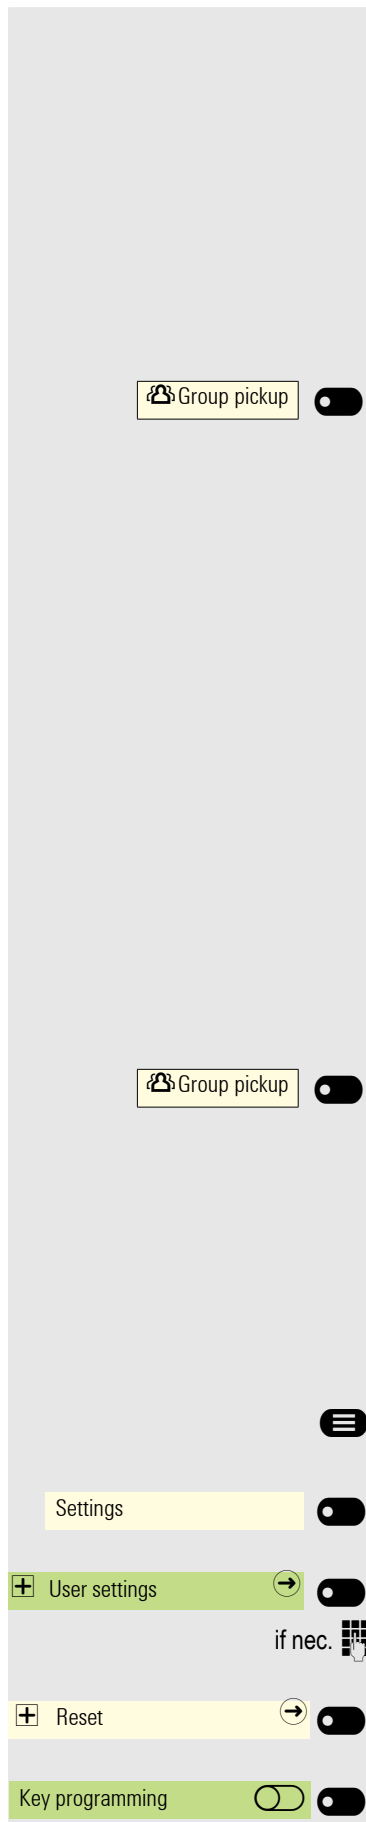 Group pickup
Group pickup
Settings
User settings
if nec.
Reset
Key programming